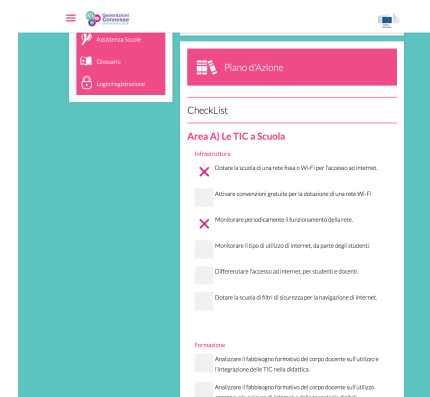 Generazioni
Connesse
Assistenza Scuole
Glossario
Login/registrazione
Piano d'Azione
CheckList
Area A) Le TIC a Scuola
Infrastruttura
Dotare la scuola di una rete fissa o Wi-Fi per l'accesso ad internet.
Attivare convenzioni gratuite per la dotazione di una rete Wi-Fi
Monitorare periodicamente il funzionamento della rete.
Monitorare il tipo di utilizzo di internet, da parte degli studenti.
Differenziare l'accesso ad internet, per studenti e docenti.
Dotare la scuola di filtri di sicurezza per la navigazione di internet.
Formazione
Analizzare il fabbisogno formativo del corpo docente sull'utilizzo e
l'integrazione delle TIC nella didattica.
Analizzare il fabbisogno formativo del corpo docente sull'utilizzo